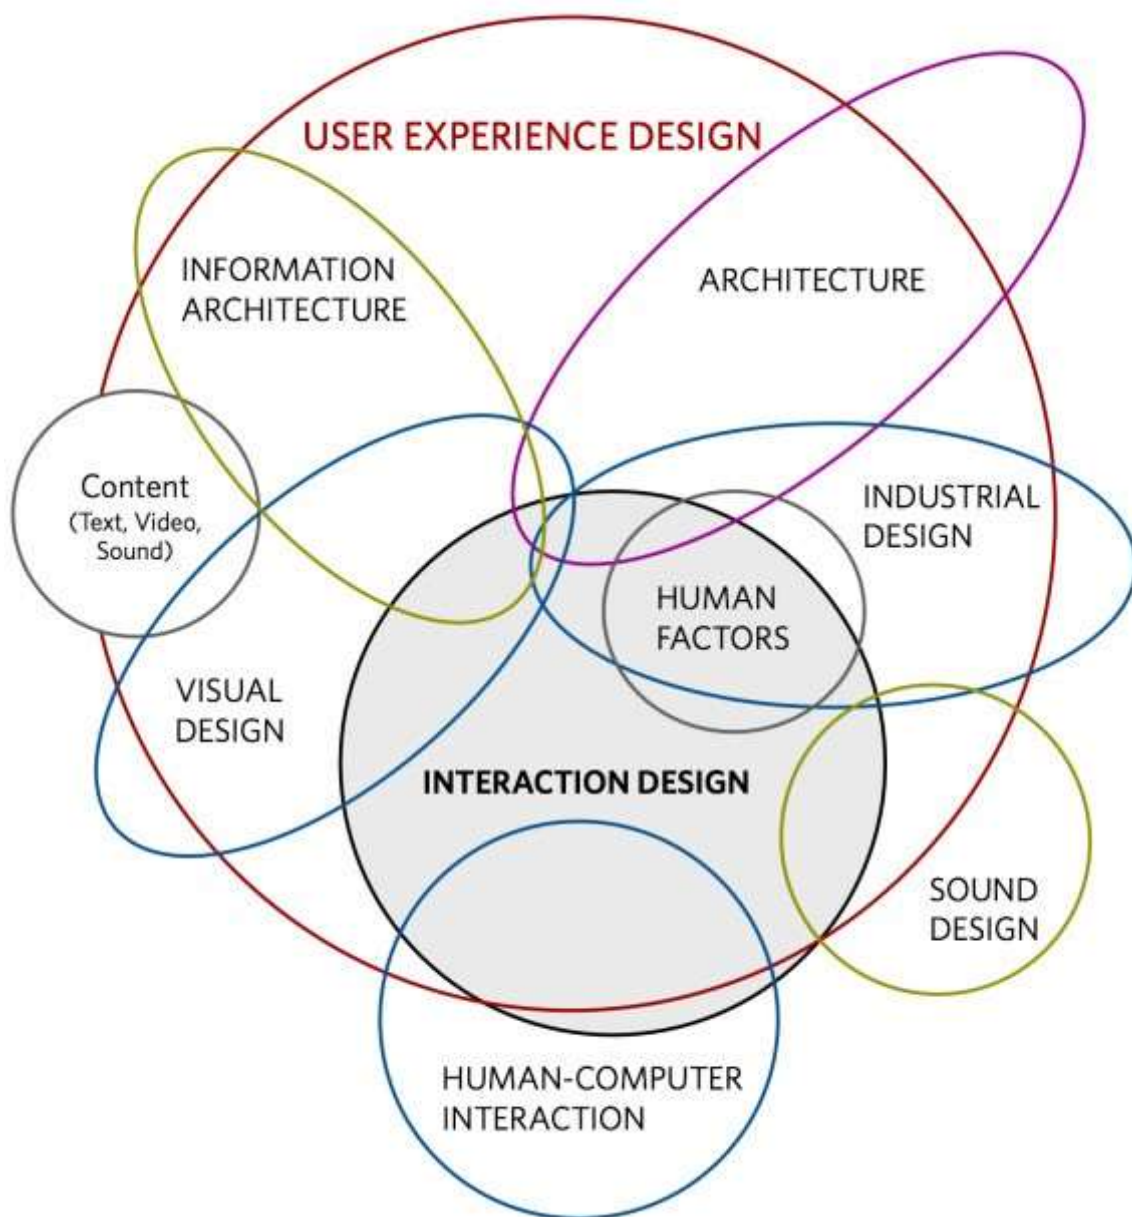 USER EXPERIENCE DESIGN
INFORMATION
ARCHITECTURE
ARCHITECTURE
Content
(Text, Video,
Sound)
INDUSTRIAL
DESIGN
HUMAN
FACTORS
VISUAL
DESIGN
INTERACTION DESIGN
SOUND
DESIGN
HUMAN-COMPUTER
INTERACTION